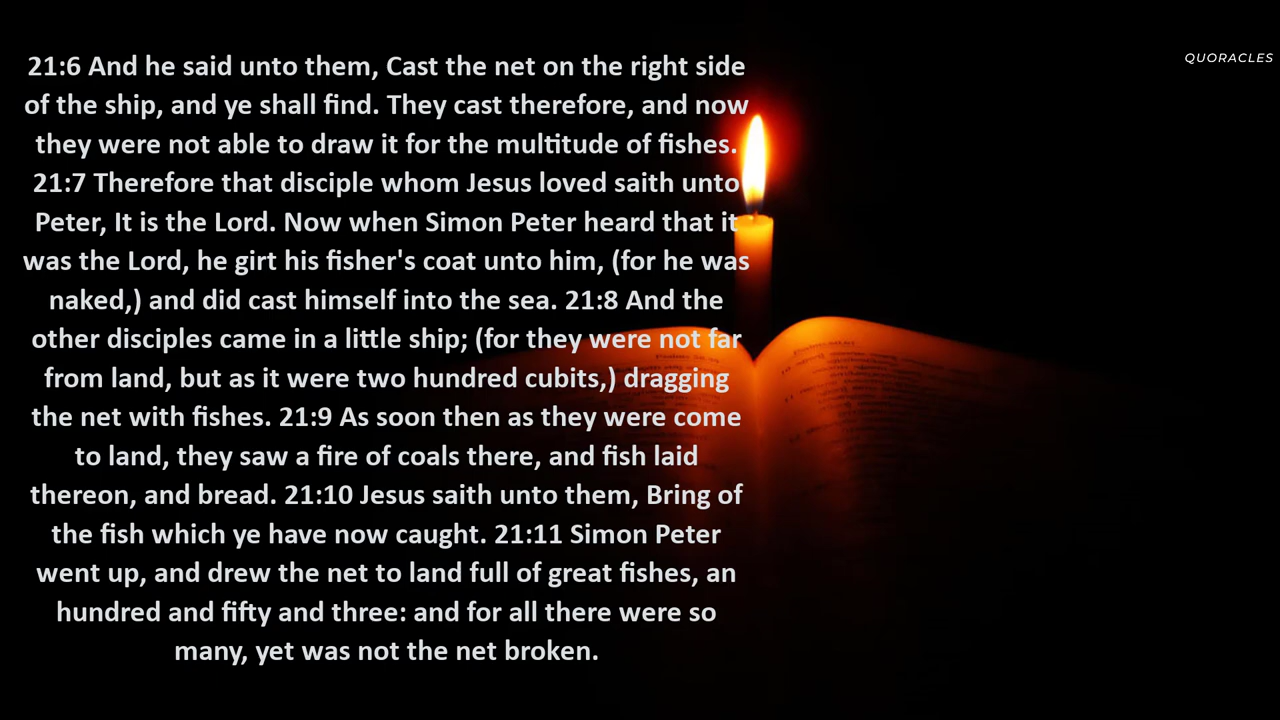 21:6 And he said unto them, Cast the net on the right side
of the ship, and ye shall find. They cast therefore, and now
they were not able to draw it for the multitude of fishes.
21:7 Therefore that disciple whom Jesus loved saith unto
Peter, It is the Lord. Now when Simon Peter heard that it
was the Lord, he girt his fisher's coat unto him, (for he was
naked,) and did cast himself into the sea. 21:8 And the
other disciples came in a little ship; (for they were not far
from land, but as it were two hundred cubits,) dragging
the net with fishes. 21:9 As soon then as they were come
to land, they saw a fire of coals there, and fish laid
thereon, and bread. 21:10 Jesus saith unto them, Bring of
the fish which ye have now caught. 21:11 Simon Peter
went up, and drew the net to land full of great fishes, an
hundred and fifty and three: and for all there were so
many, yet was not the net broken.
QUORACLES